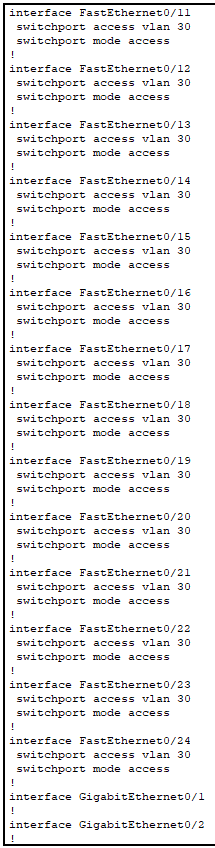 interface FastEthernet0/11
 switchport access vlan 30
 switchport mode access
!
interface FastEthernet0/12
 switchport access vlan 30
 switchport mode access
!
interface FastEthernet0/13
 switchport access vlan 30
 switchport mode access
!
interface FastEthernet0/14
 switchport access vlan 30
 switchport mode access
!
interface FastEthernet0/15
 switchport access vlan 30
 switchport mode access
!
interface FastEthernet0/16
 switchport access vlan 30
 switchport mode access
!
interface FastEthernet0/17
 switchport access vlan 30
 switchport mode access
!
interface FastEthernet0/18
 switchport access vlan 30
 switchport mode access
!
interface FastEthernet0/19
 switchport access vlan 30
 switchport mode access
!
interface FastEthernet0/20
 switchport access vlan 30
 switchport mode access
!
interface FastEthernet0/21
 switchport access vlan 30
 switchport mode access
!
interface FastEthernet0/22
 switchport access vlan 30
 switchport mode access
!
interface FastEthernet0/23
 switchport access vlan 30
 switchport mode access
!
interface FastEthernet0/24
 switchport access vlan 30
 switchport mode access
!
interface GigabitEthernet0/1
!
interface GigabitEthernet0/2
!